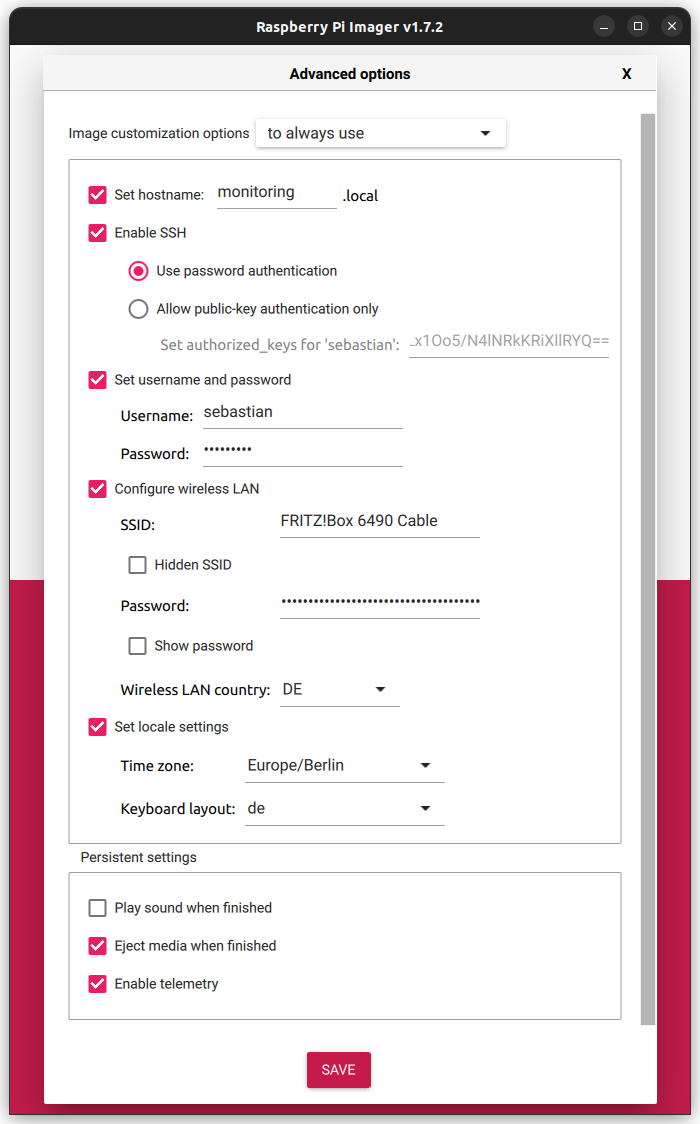 Raspberry Pi Imager v1.7.2
Advanced options X
Image customization options to always use
Set hostname: monitoring .local
Enable SSH
Use password authentication
Allow public-key authentication only
Set authorized_keys for 'sebastian': x1Oo5/N4lNRkKRiXllRYQ==
Set username and password
Username: sebastian
Password: •••••••••
Configure wireless LAN
SSID: FRITZ!Box 6490 Cable
Hidden SSID
Password: ••••••••••••••••••••••••••••••••••••
Show password
Wireless LAN country: DE
Set locale settings
Time zone: Europe/Berlin
Keyboard layout: de
Persistent settings
Play sound when finished
Eject media when finished
Enable telemetry
SAVE